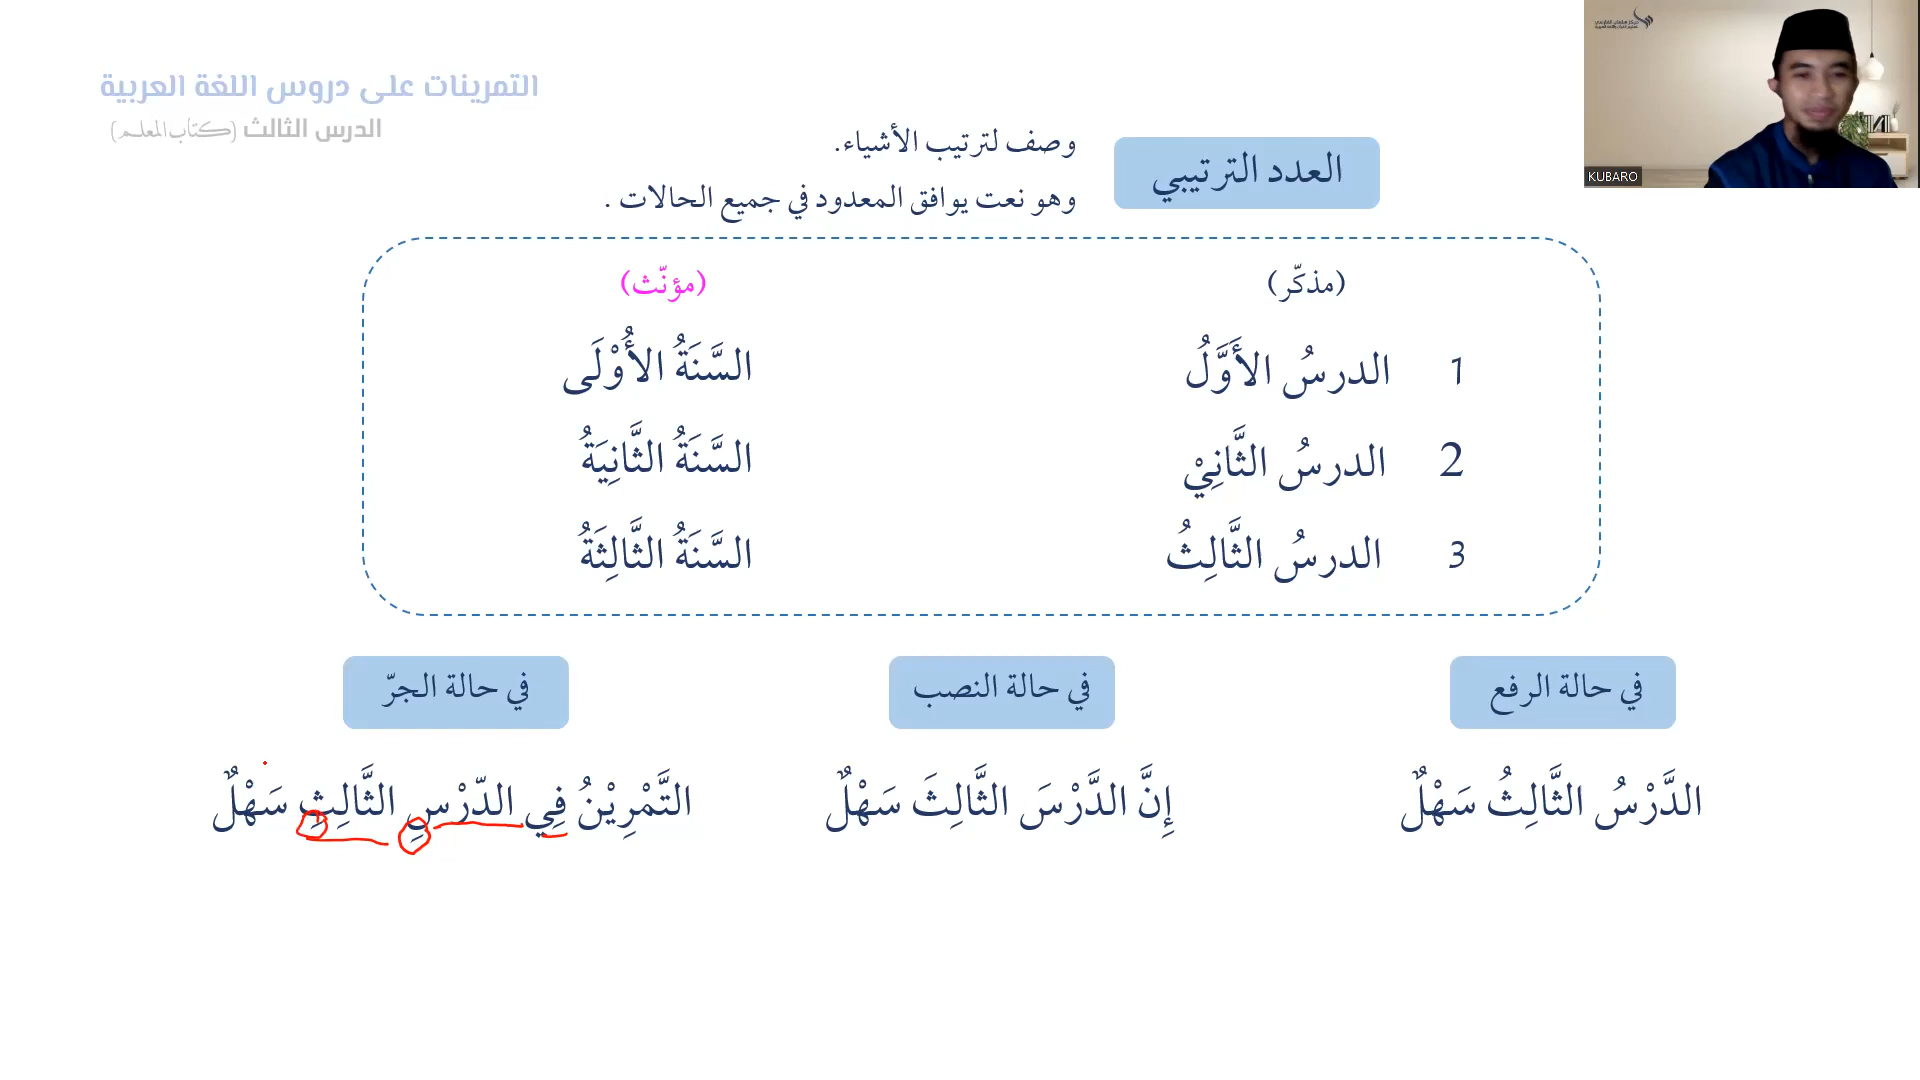 التمرينات على دروس اللغة العربية
الدرس الثالث (كتاب المعلم)
العدد الترتيبي
وصف لترتيب الأشياء.
وهو نعت يوافق المعدود في جميع الحالات .
(مذكّر) (مؤنّث)
1 الدرسُ الأَوَّلُ السَّنَةُ الأُوْلَى
2 الدرسُ الثَّانِيْ السَّنَةُ الثَّانِيَةُ
3 الدرسُ الثَّالِثُ السَّنَةُ الثَّالِثَةُ
في حالة الرفع في حالة النصب في حالة الجرّ
الدَّرْسُ الثَّالِثُ سَهْلٌ إِنَّ الدَّرْسَ الثَّالِثَ سَهْلٌ التَّمْرِيْنُ فِي الدّرْسِ الثَّالِثِ سَهْلٌ
KUBARO